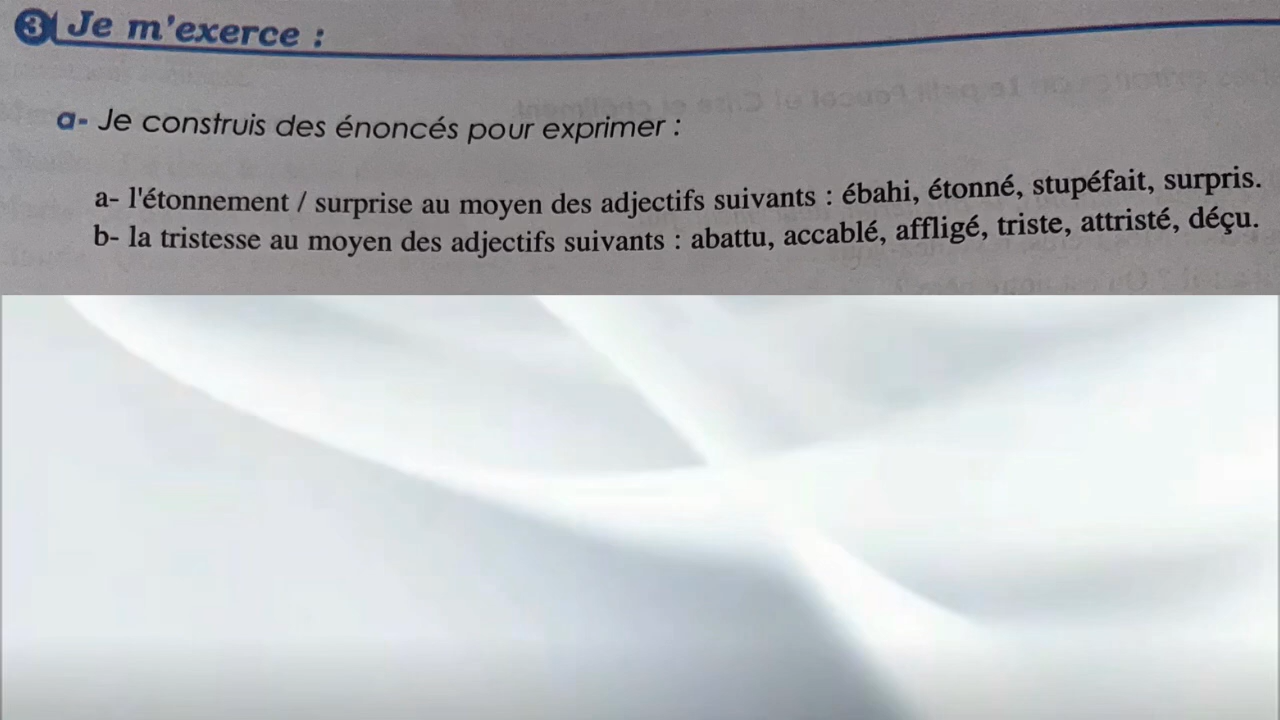 3 Je m'exerce :
a- Je construis des énoncés pour exprimer :
a- l'étonnement / surprise au moyen des adjectifs suivants : ébahi, étonné, stupéfait, surpris.
b- la tristesse au moyen des adjectifs suivants : abattu, accablé, affligé, triste, attristé, déçu.